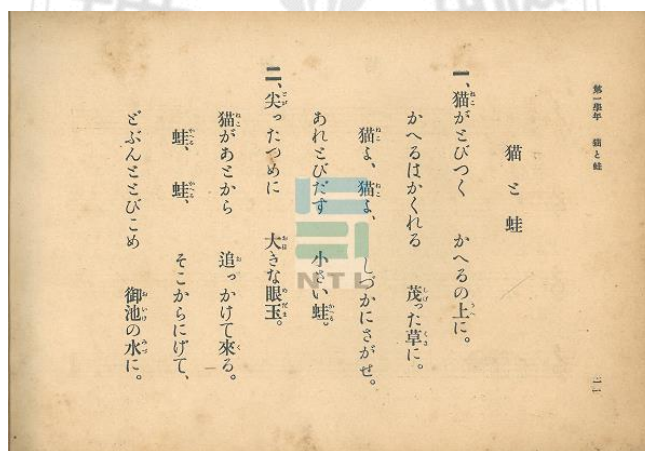 第一學年 猫と蛙
猫と蛙
一、猫がとびつく かへるの上に。
かへるはかくれる 茂った草に。
猫よ、猫よ、 しづかにさがせ。
あれとびだす 小さい蛙。
二、尖ったつめに 大きな眼玉。
猫があとから 追っかけて來る。
蛙、蛙、 そこからにげて、
どぶんととびこめ 御池の水に。
NTL